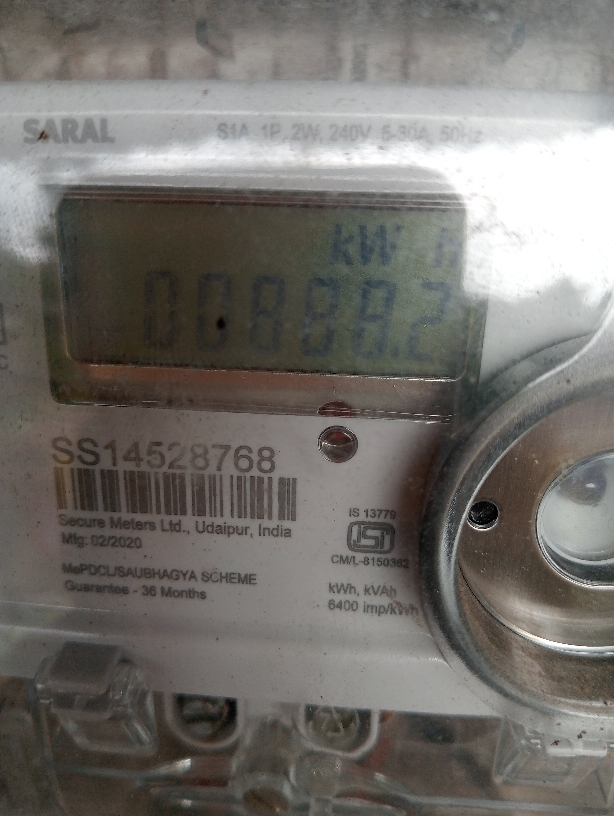 SARAL
S1A, 1P, 2W, 240V, 5-30A, 50Hz
kW h
00888.2
SS14528768
Secure Meters Ltd., Udaipur, India
Mfg: 02/2020
MePDCL/SAUBHAGYA SCHEME
Guarantee - 36 Months
IS 13779
ISI
CM/L-8150362
kWh, kVAh
6400 imp/kWh